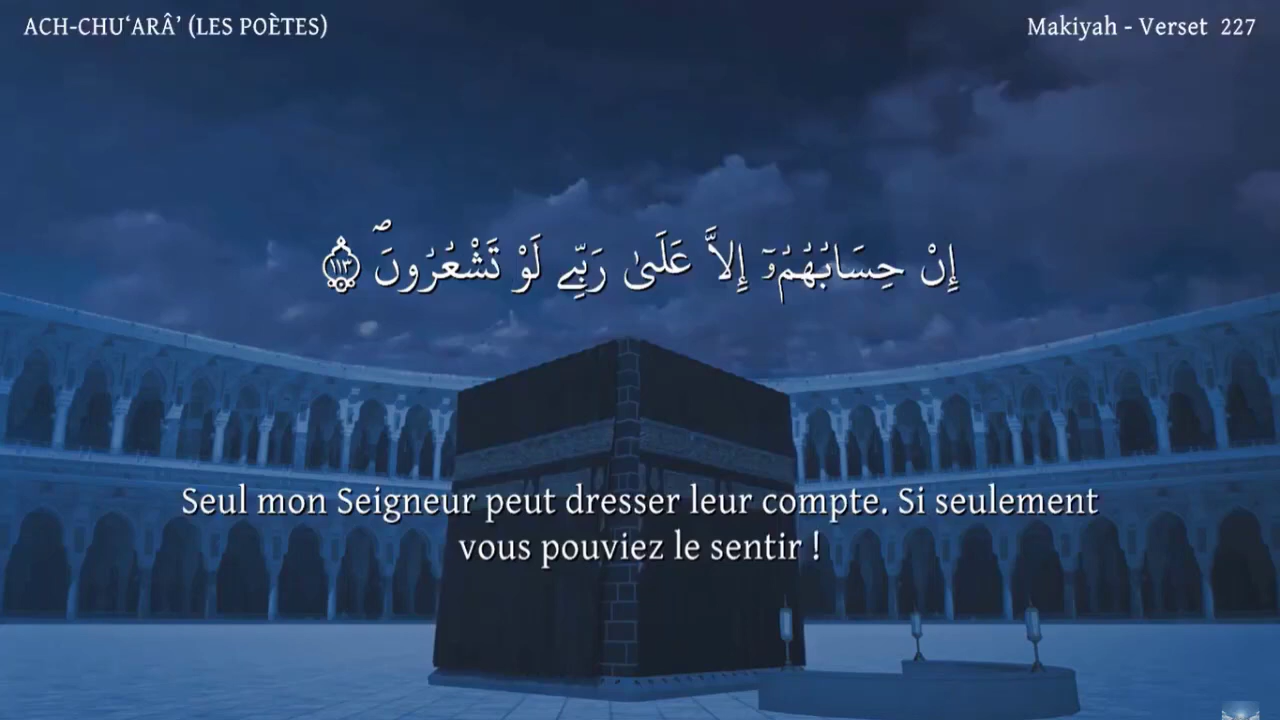 ACH-CHU‘ARÂ’ (LES POÈTES)
Makiyah - Verset 227
إِنْ حِسَابُهُمُۥٓ إِلَّا عَلَىٰ رَبِّے لَوْ تَشْعُرُونَۖ ١١٣
Seul mon Seigneur peut dresser leur compte. Si seulement
vous pouviez le sentir !